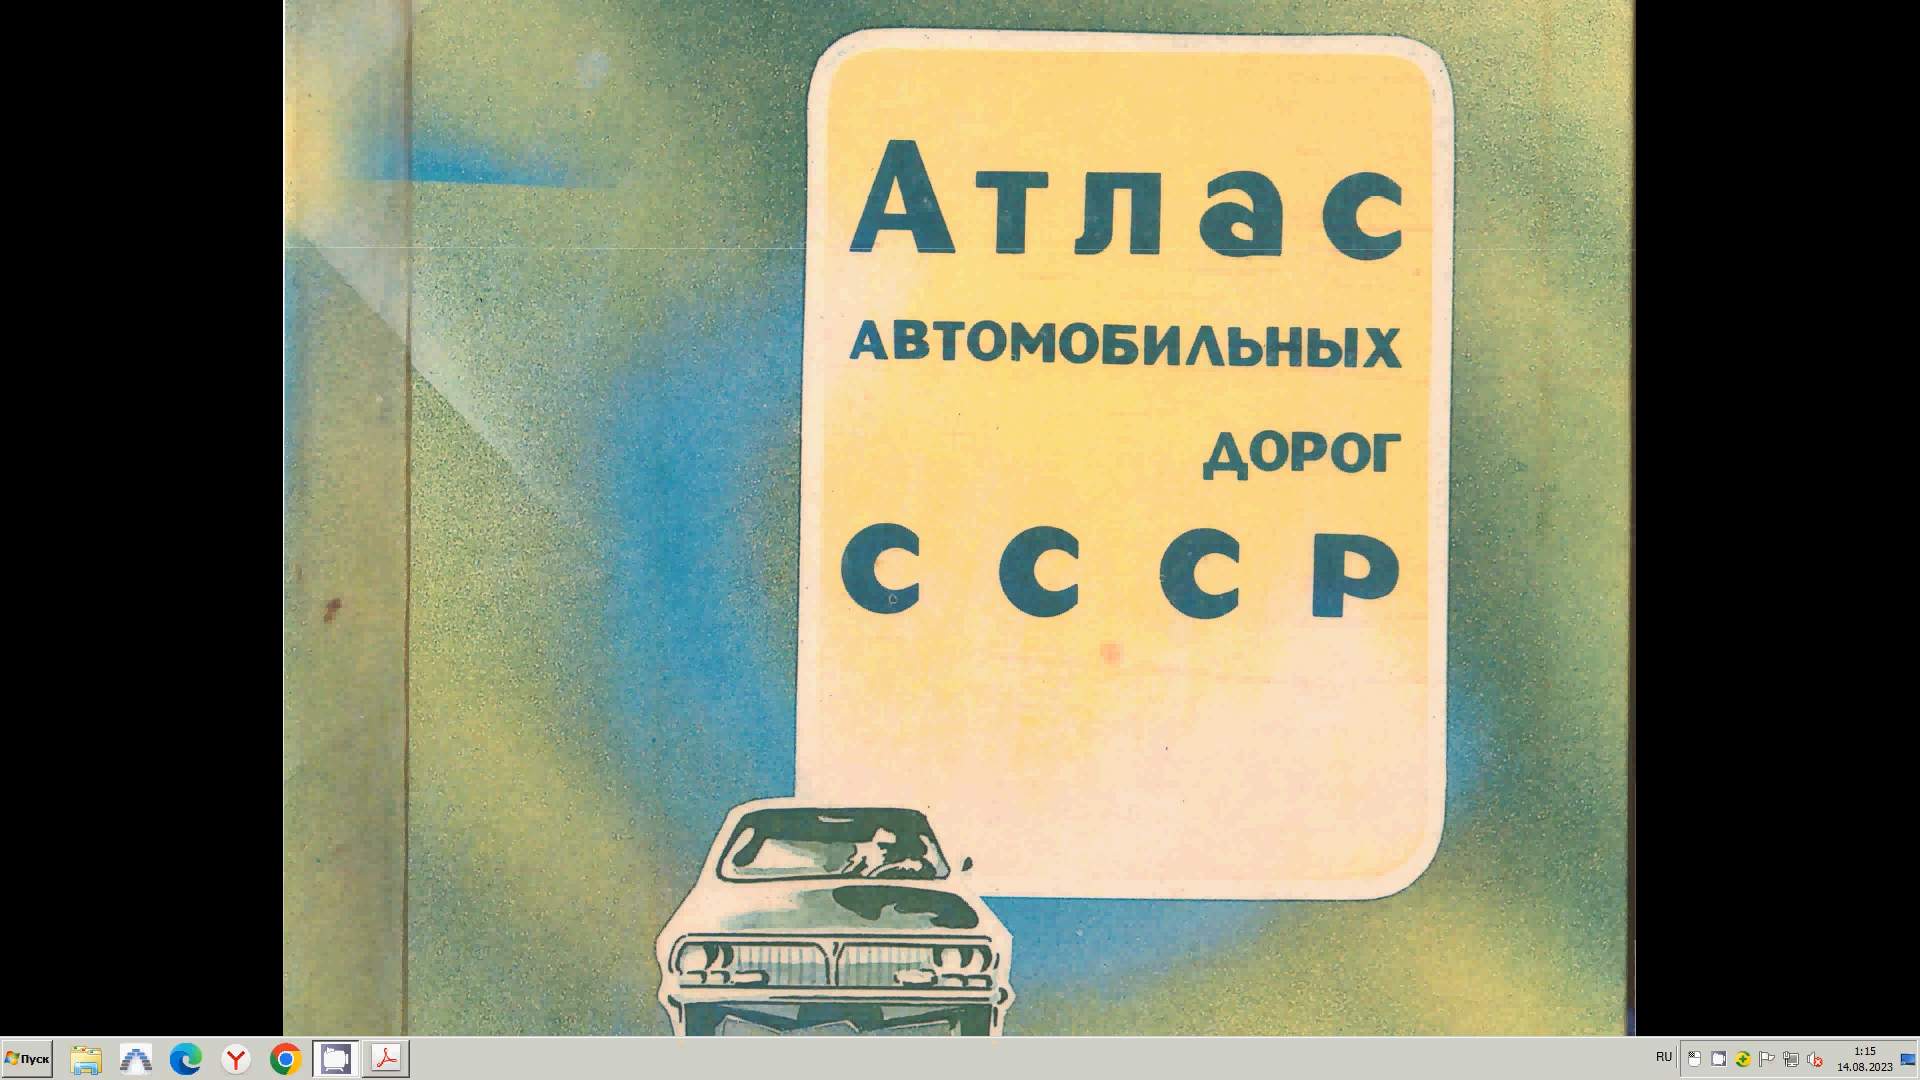 Атлас
АВТОМОБИЛЬНЫХ
ДОРОГ
СССР
Пуск
RU
1:15
14.08.2023